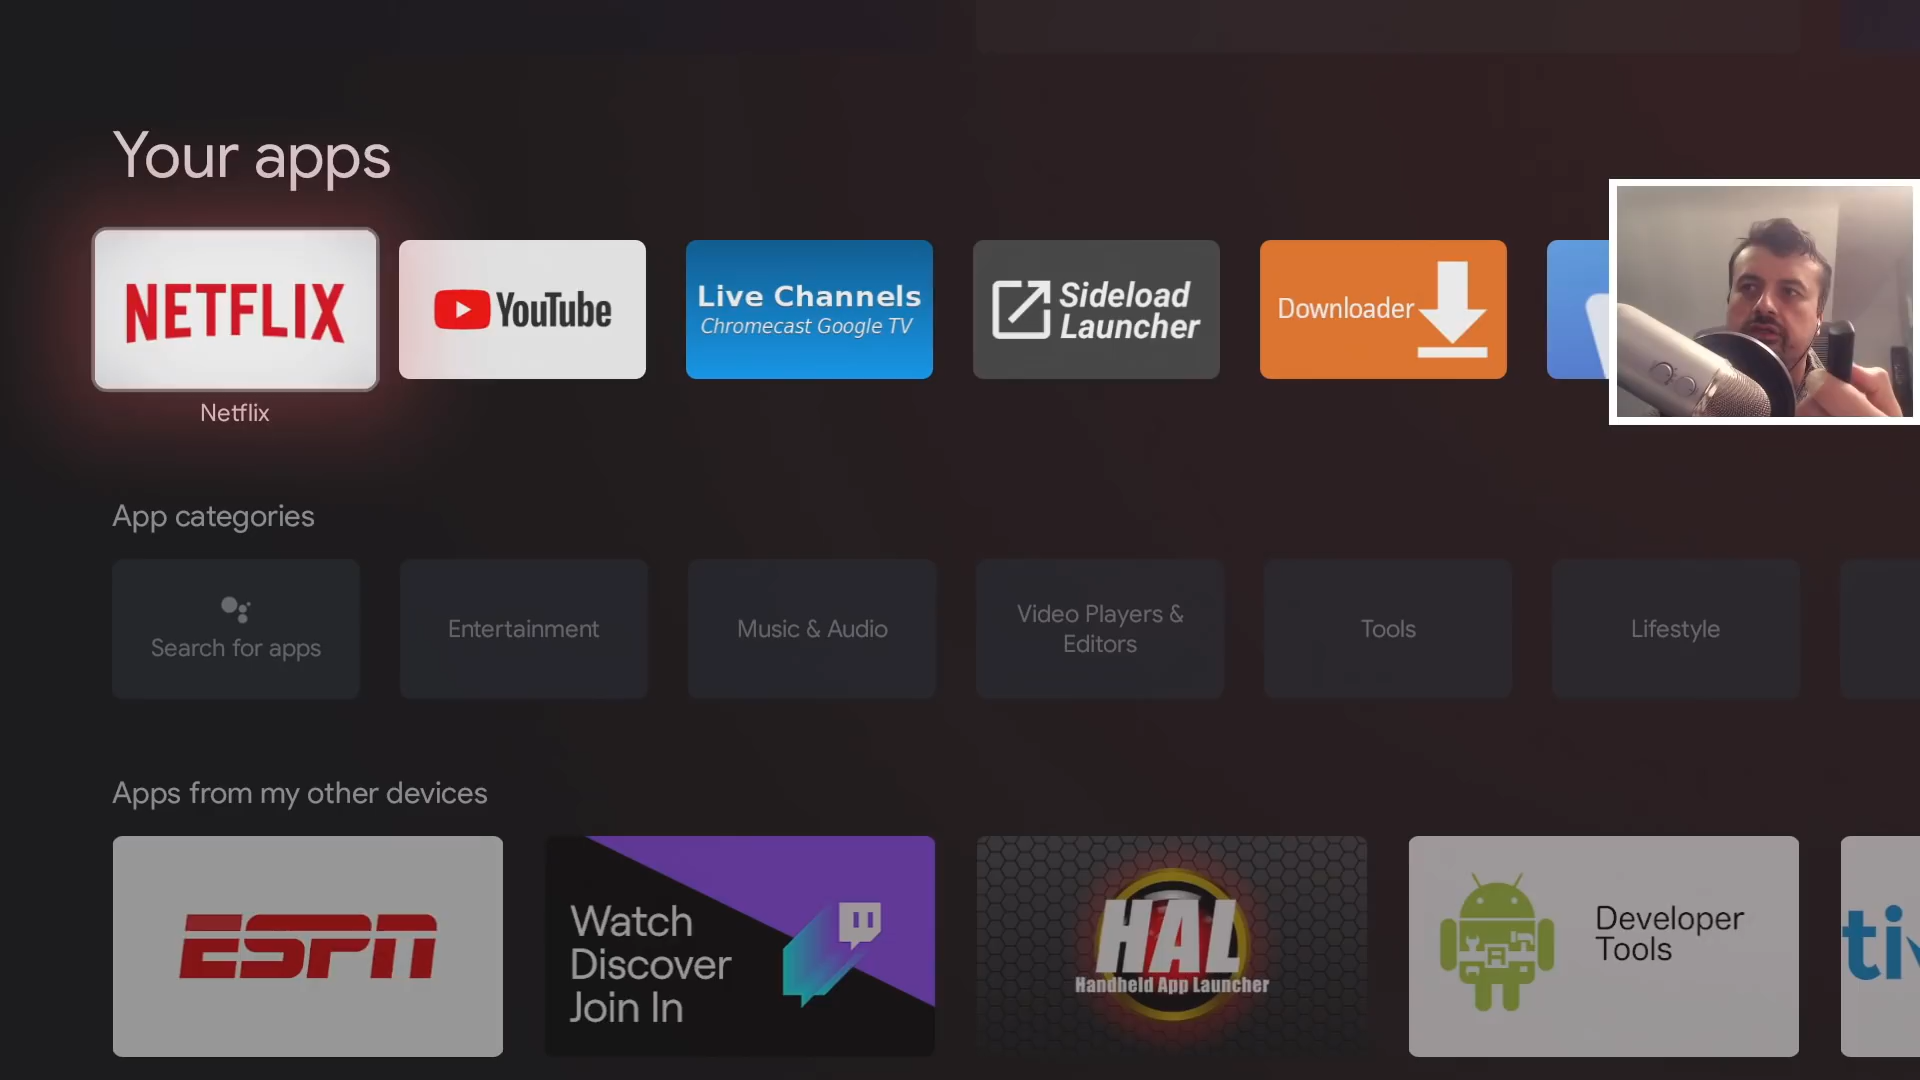 Your apps
NETFLIX
YouTube
Live Channels
Chromecast Google TV
Sideload
Launcher
Downloader
Netflix
App categories
Search for apps
Entertainment
Music & Audio
Video Players &
Editors
Tools
Lifestyle
Apps from my other devices
ESPN
Watch
Discover
Join In
HAL
Handheld App Launcher
Developer
Tools